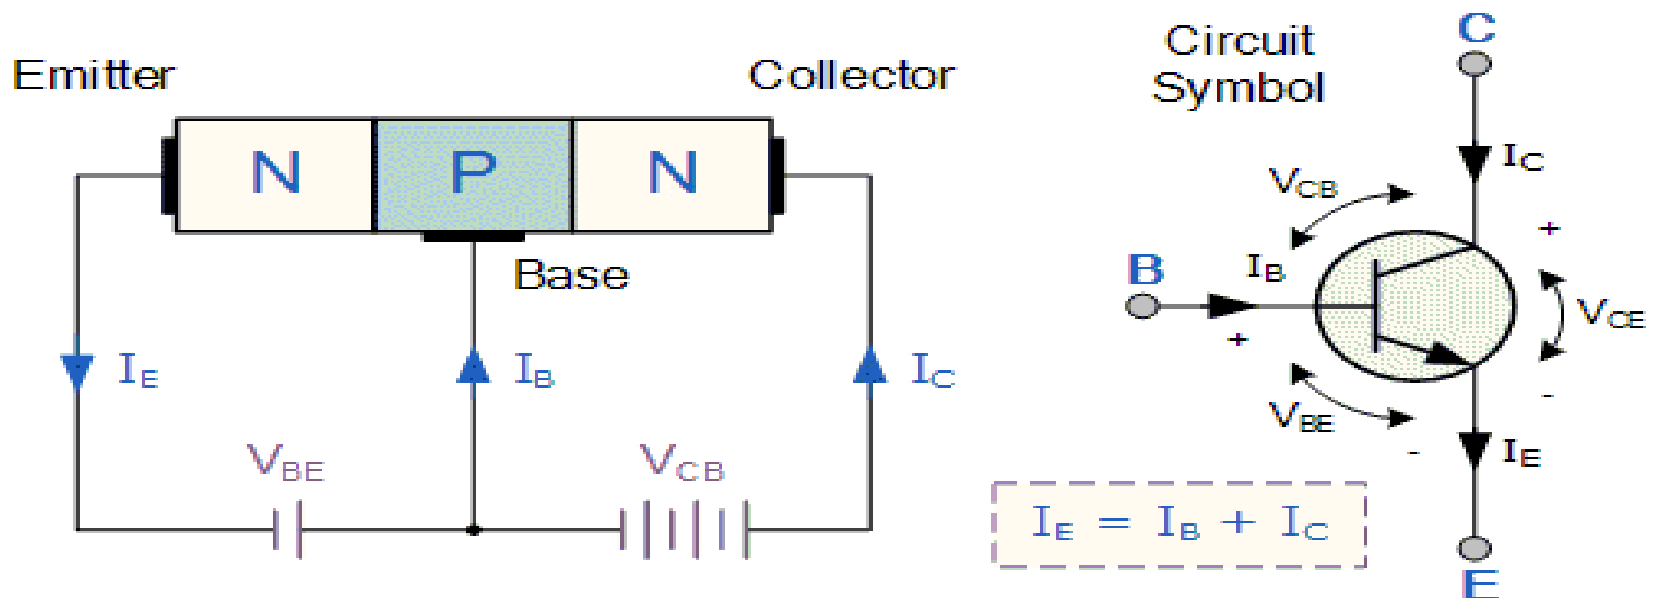 Emitter
Collector
N P N
Base
IE
IB
IC
VBE
VCB
Circuit
Symbol
C
IC
VCB
+
B
IB
VCE
+
-
VBE
-
IE
IE = IB + IC
E